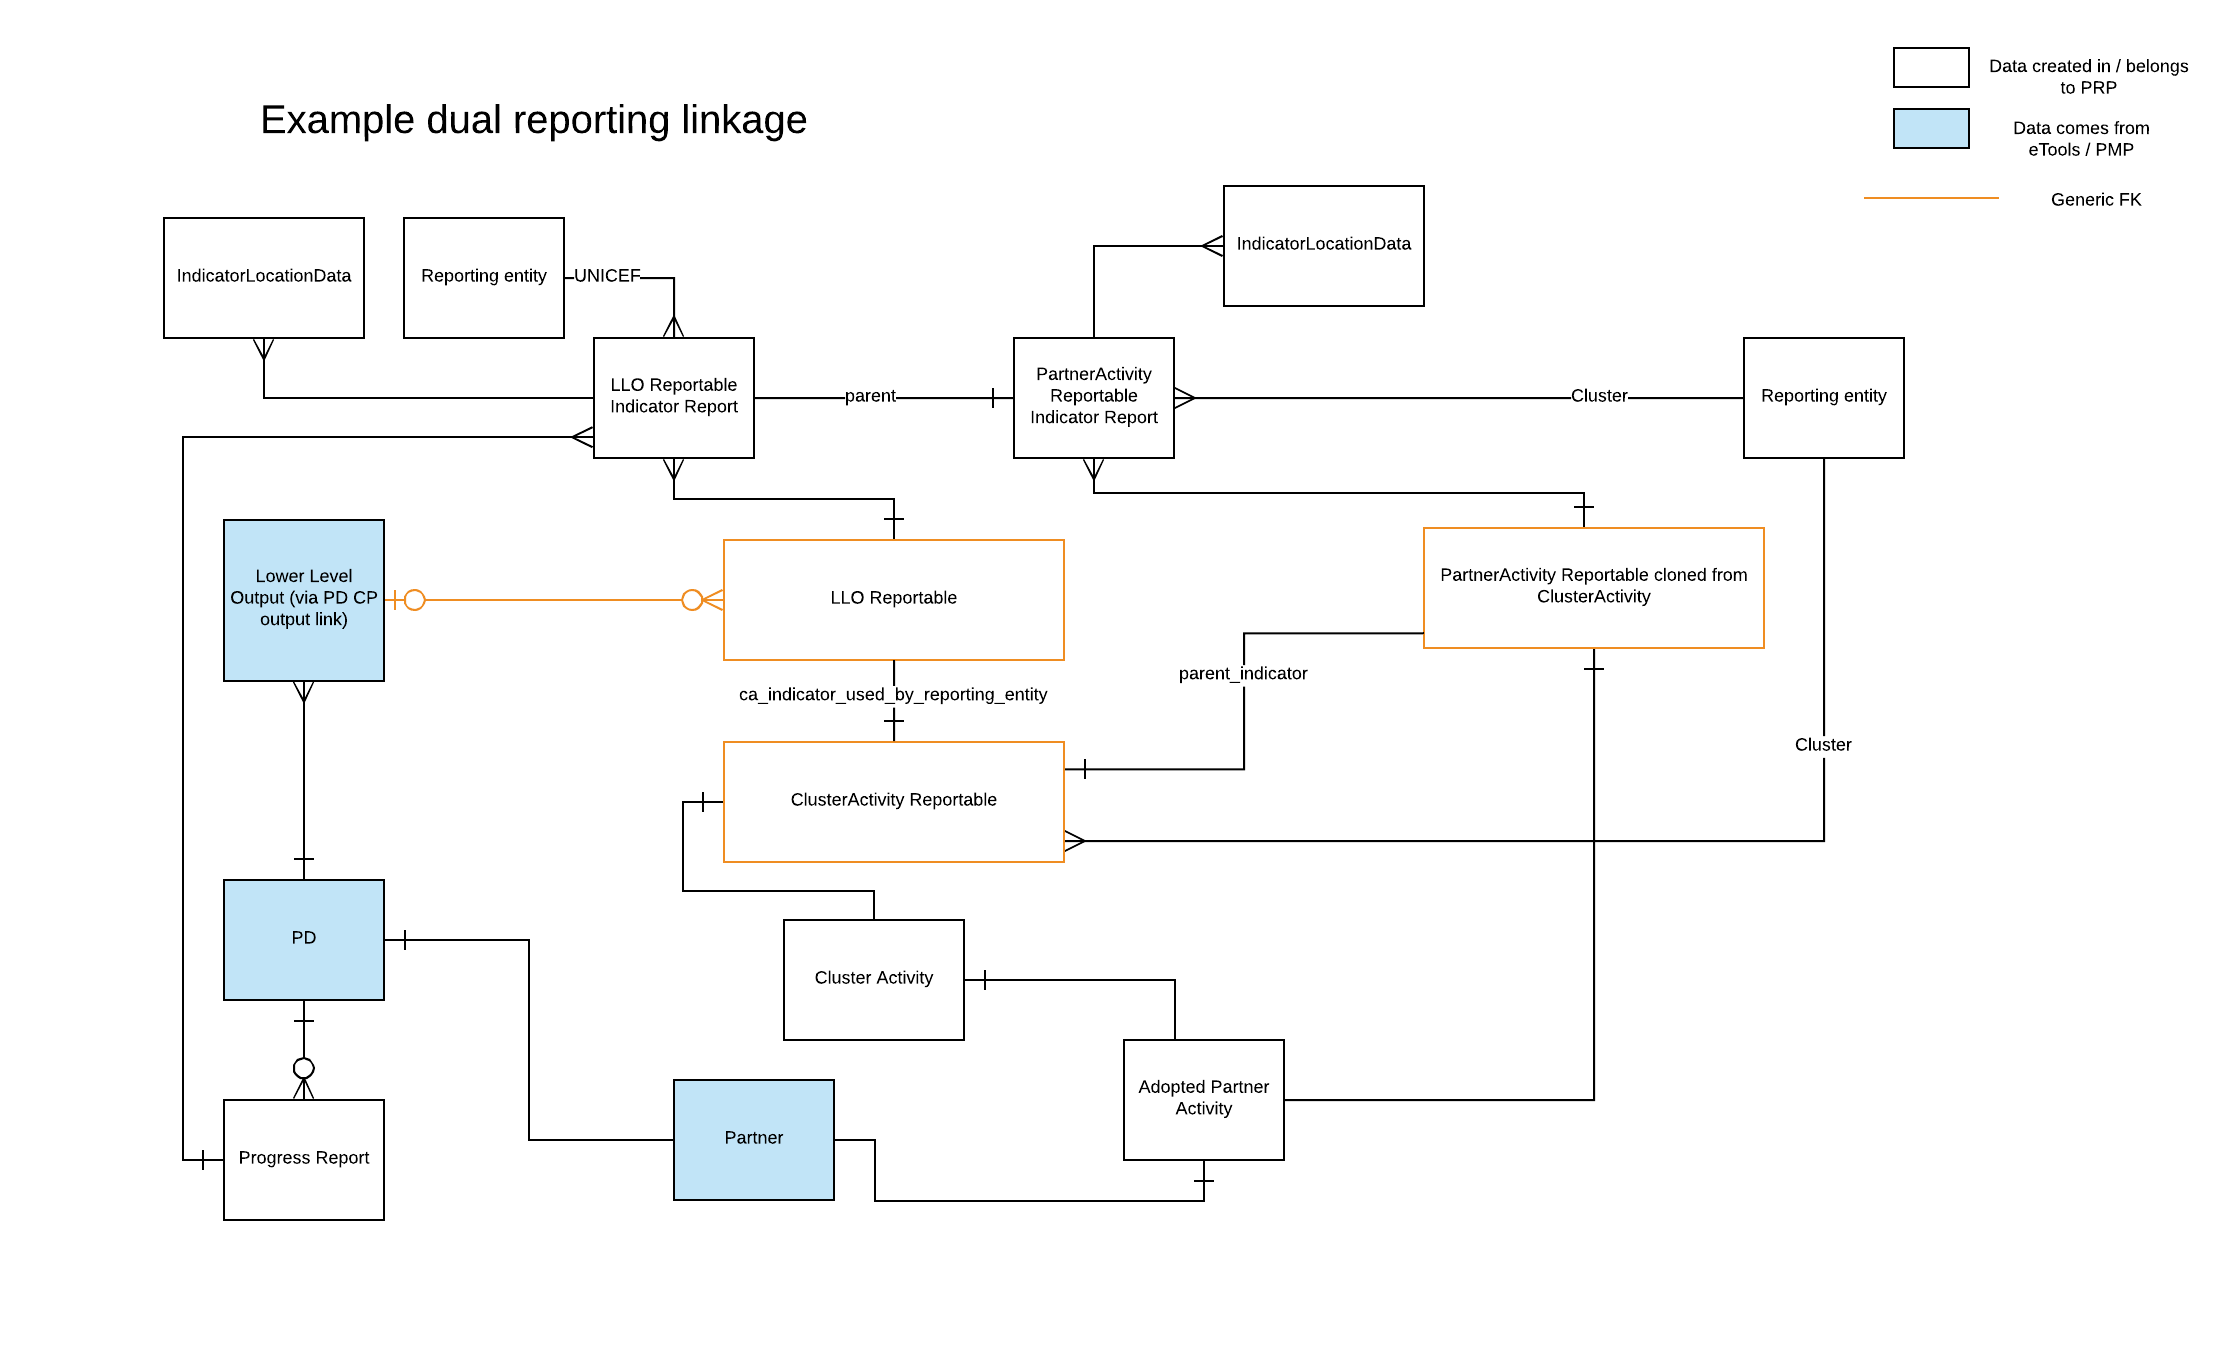 Example dual reporting linkage
Data created in / belongs
to PRP
Data comes from
eTools / PMP
Generic FK
IndicatorLocationData
Reporting entity
UNICEF
IndicatorLocationData
LLO Reportable
Indicator Report
parent
PartnerActivity
Reportable
Indicator Report
Cluster
Reporting entity
Lower Level
Output (via PD CP
output link)
LLO Reportable
PartnerActivity Reportable cloned from
ClusterActivity
parent_indicator
ca_indicator_used_by_reporting_entity
Cluster
ClusterActivity Reportable
PD
Cluster Activity
Adopted Partner
Activity
Partner
Progress Report